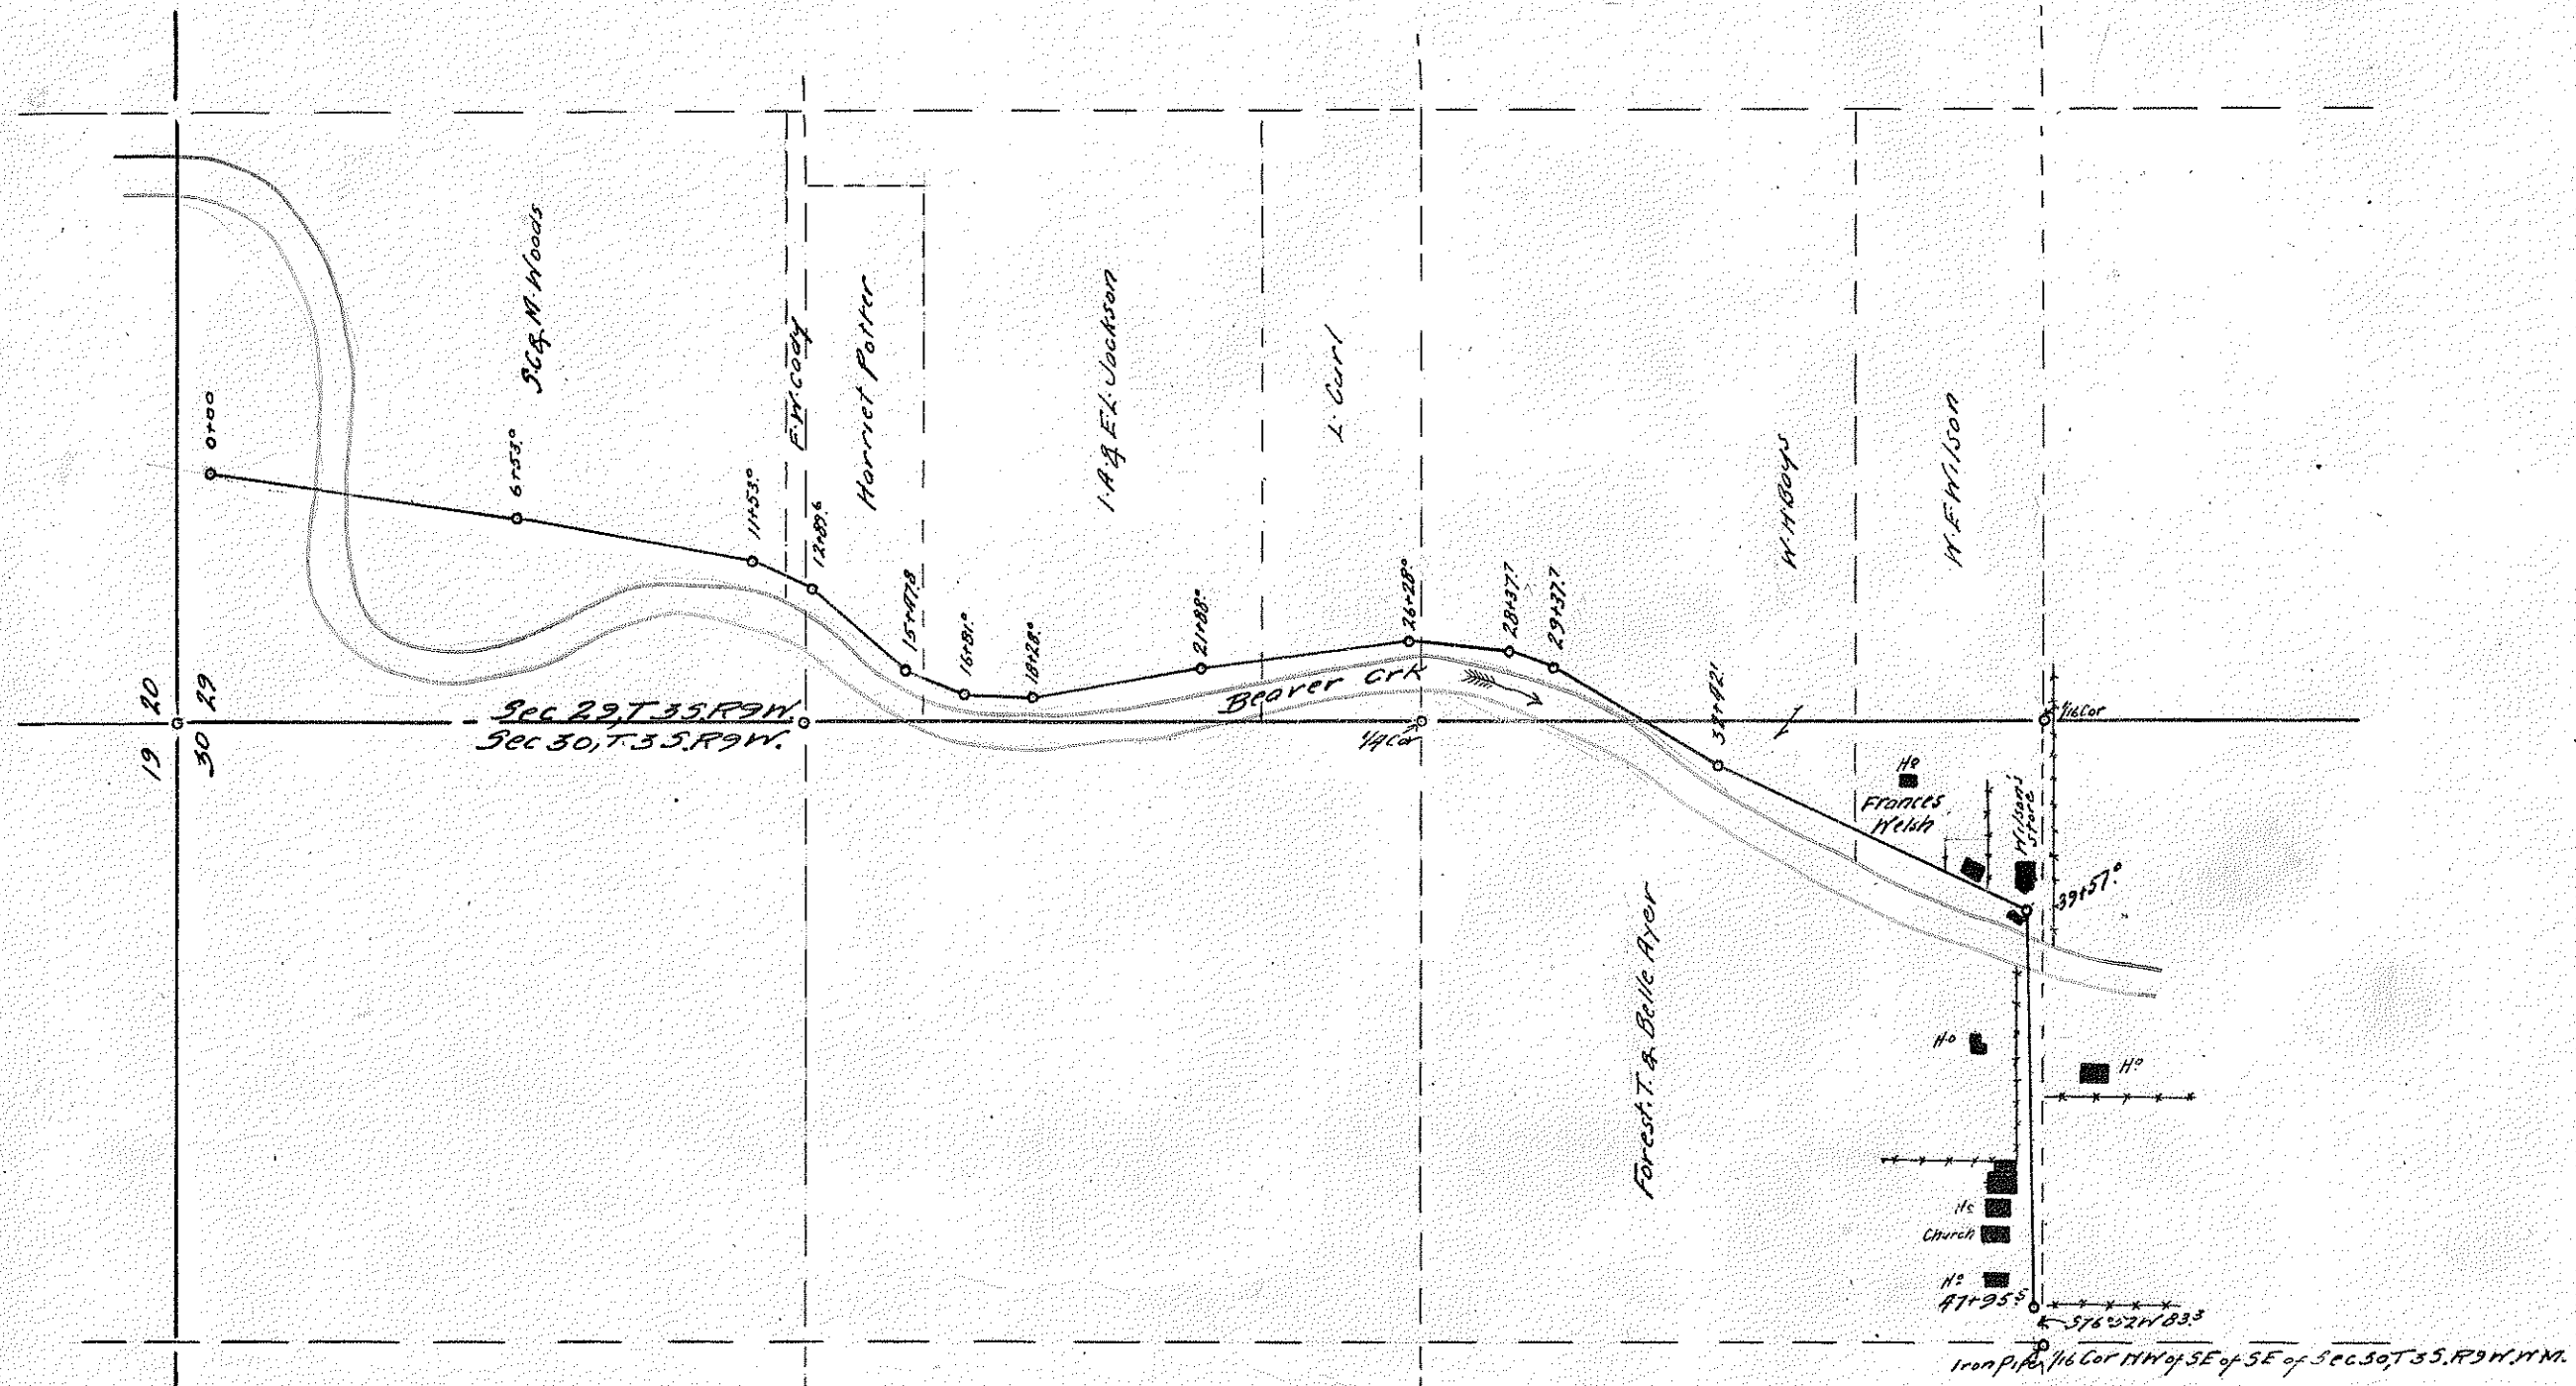 0+00
S.C. & M. Woods
6+53.0
11+53.0
F.W. Cody
12+89.6
Harriet Potter
15+47.8
16+81.0
18+28.0
I.A. & E.L. Jackson
21+88.0
L. Curl
26+28.0
28+37.7
29+37.7
32+42.1
W.H. Boys
W.E. Wilson
20
29
19
30
Sec 29, T 3 S. R 9 W.
Sec 30, T. 3 S. R 9 W.
Beaver Crk
1/4 Cor
1/16 Cor
Ho
Frances
Welsh
Wilson's
Store
39+57.0
Forest. T. & Belle Ayer
Ho
Ho
Hs
Church
Ho
47+95.5
S76°52'W 83.3
Iron Pipe 1/16 Cor NW of SE of SE of Sec 30, T 3 S. R 9 W. W.M.